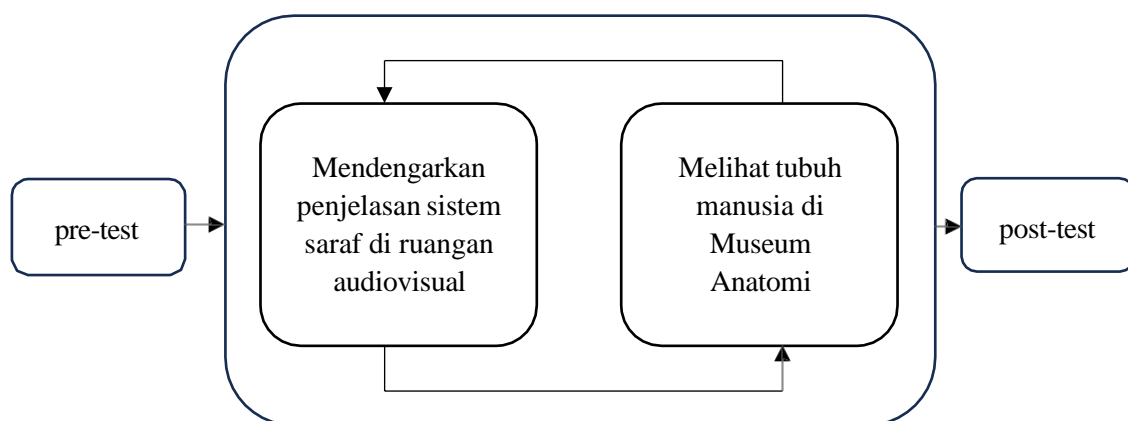 pre-test
Mendengarkan
penjelasan sistem
saraf di ruangan
audiovisual
Melihat tubuh
manusia di
Museum
Anatomi
post-test